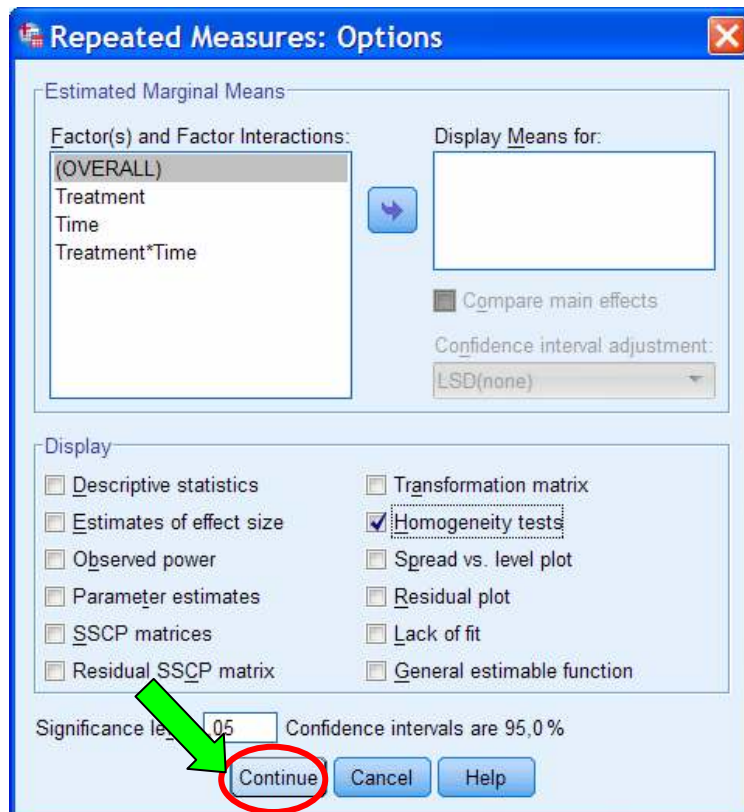 Repeated Measures: Options
Estimated Marginal Means
Factor(s) and Factor Interactions:
(OVERALL)
Treatment
Time
Treatment*Time
Display Means for:
Compare main effects
Confidence interval adjustment:
LSD(none)
Display
Descriptive statistics
Estimates of effect size
Observed power
Parameter estimates
SSCP matrices
Residual SSCP matrix
Transformation matrix
Homogeneity tests
Spread vs. level plot
Residual plot
Lack of fit
General estimable function
Significance .05 Confidence intervals are 95,0 %
Continue Cancel Help